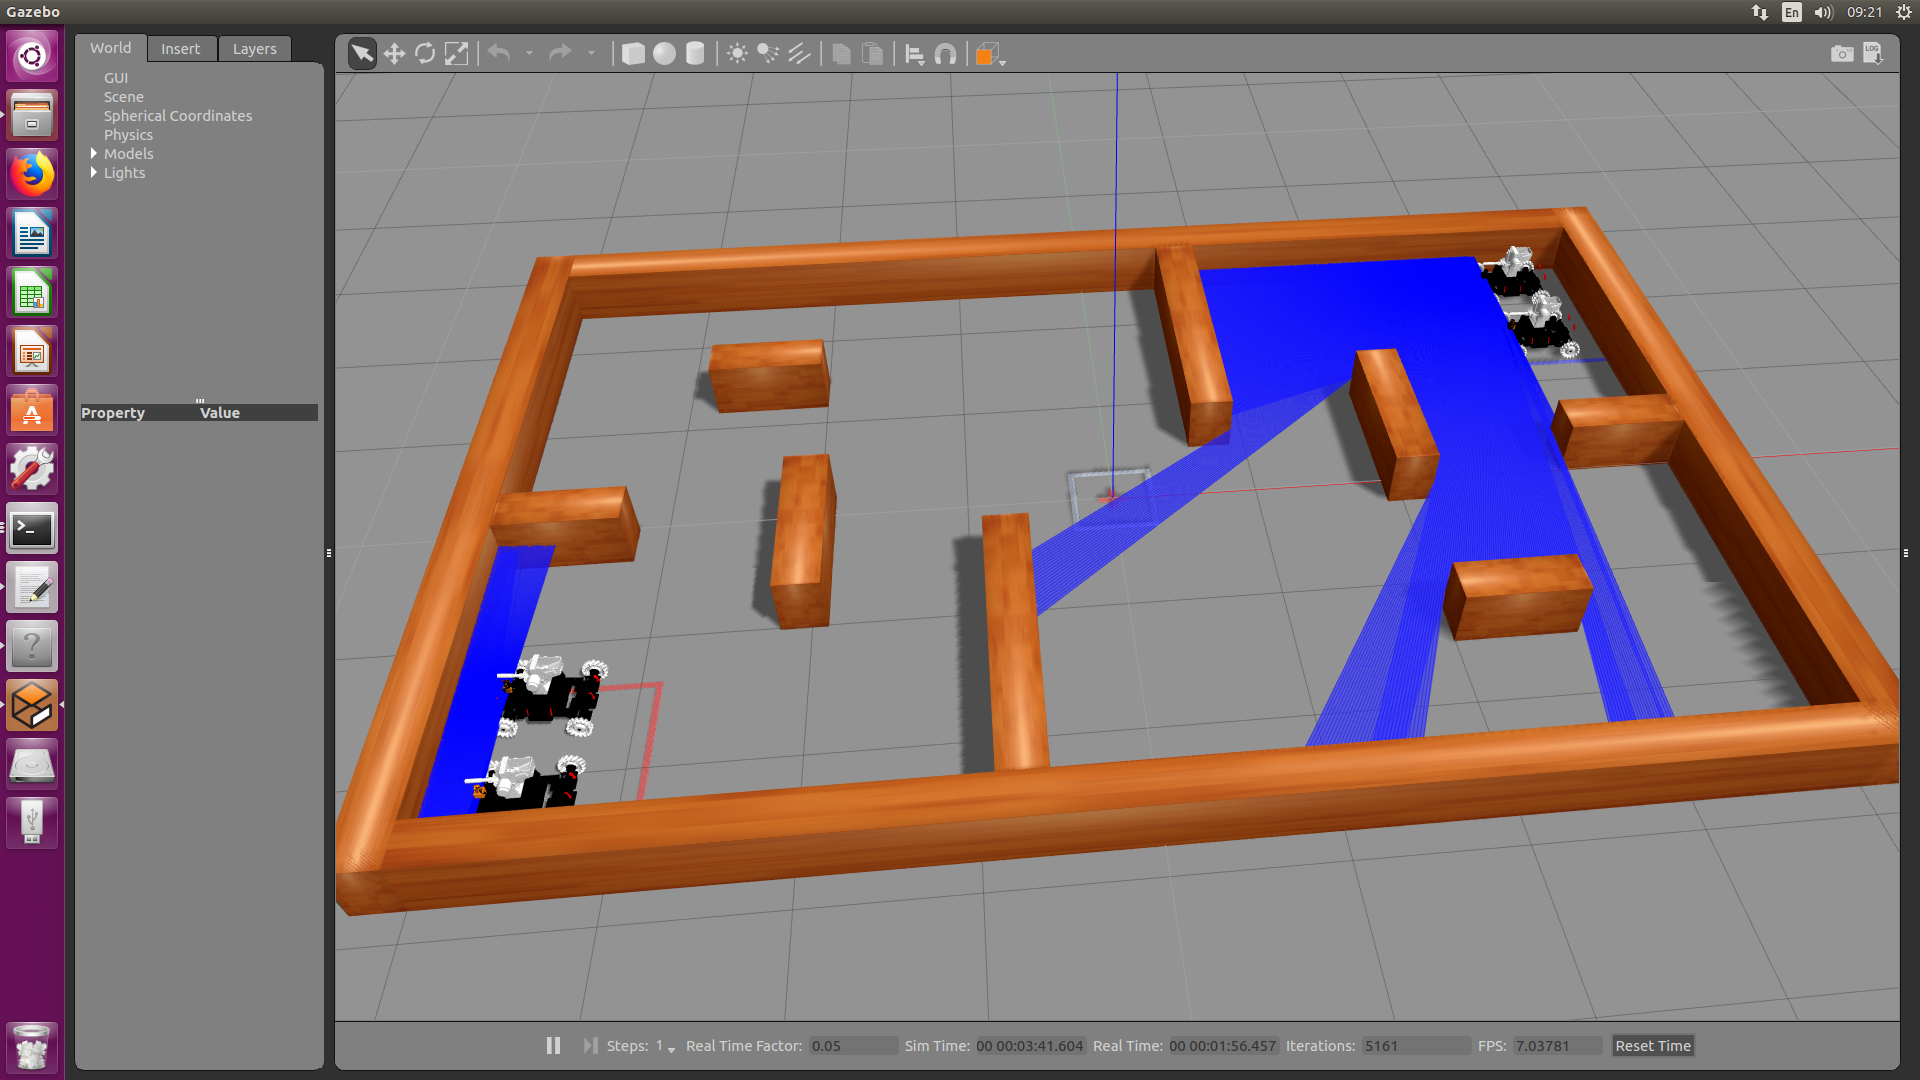 Gazebo
En
09:21
World Insert Layers
LOG
GUI
Scene
Spherical Coordinates
Physics
Models
Lights
Property Value
Steps: 1 Real Time Factor: 0.05 Sim Time: 00 00:03:41.604 Real Time: 00 00:01:56.457 Iterations: 5161 FPS: 7.03781 Reset Time